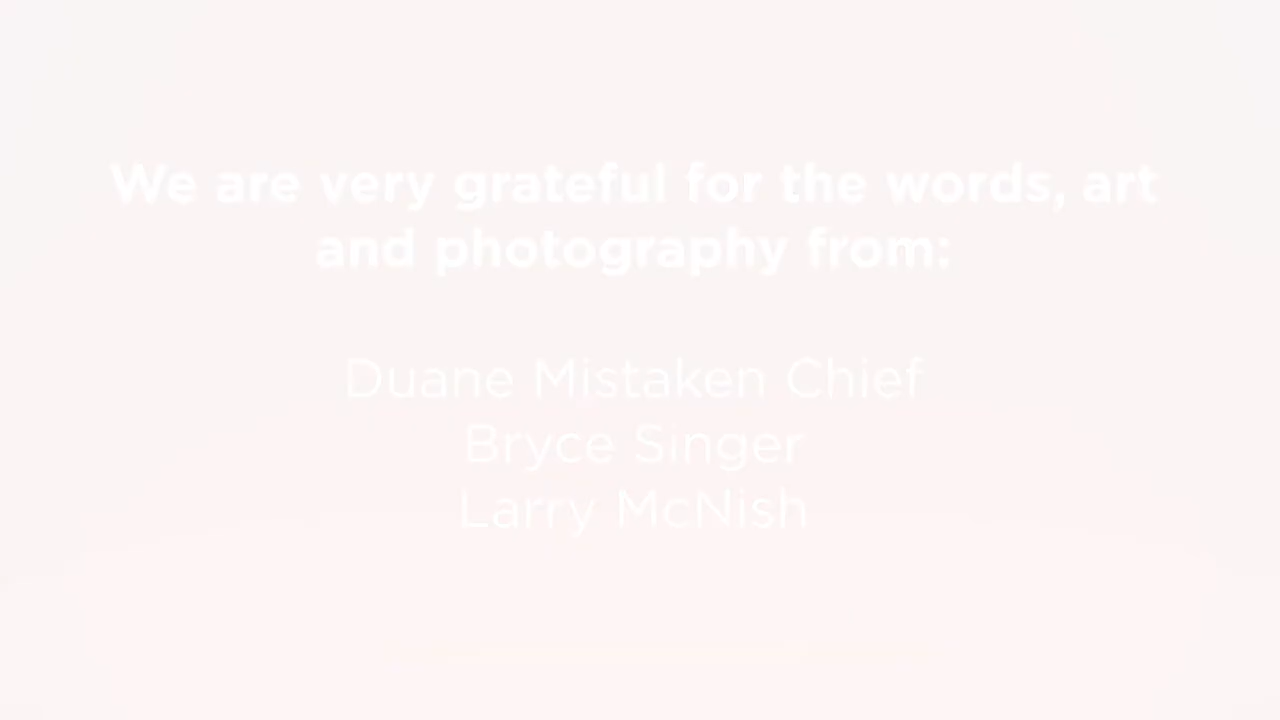 We are very grateful for the words, art
and photography from:
Duane Mistaken Chief
Bryce Singer
Larry McNish